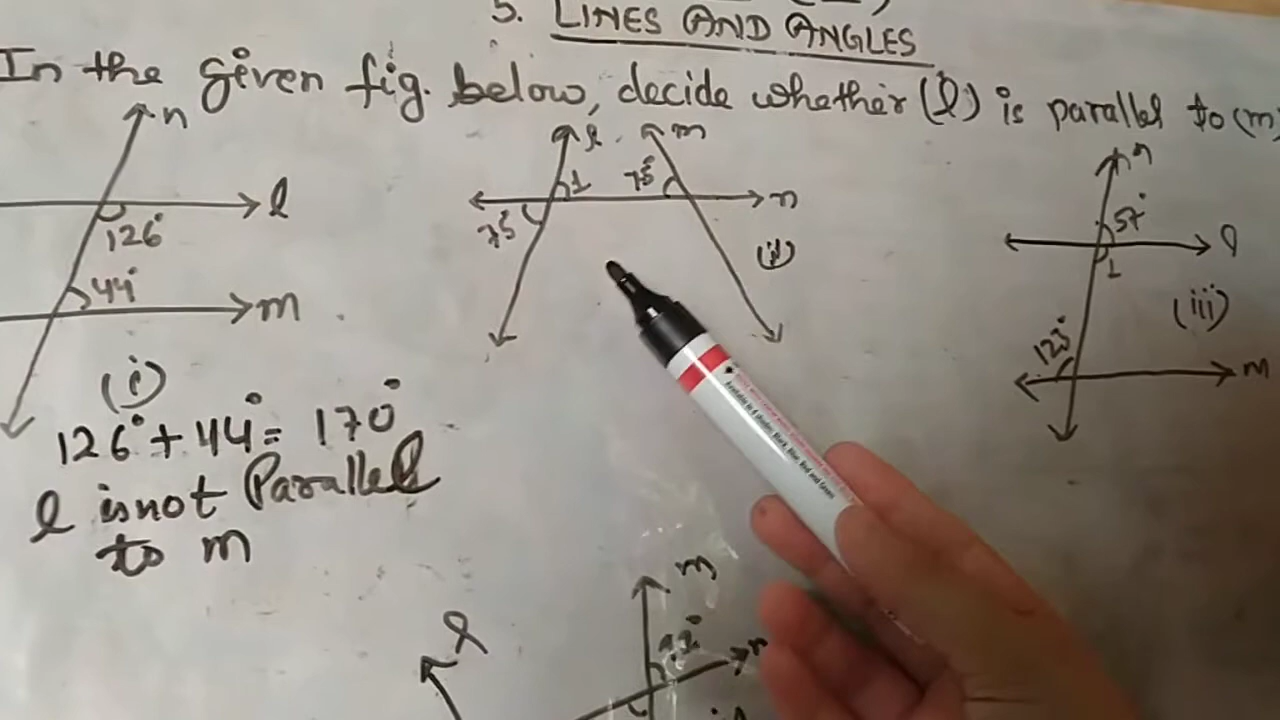 5. LINES AND ANGLES
In the given fig. below, decide whether (l) is parallel to (m)
n
l
126°
44°
m
(i)
126° + 44° = 170°
l is not Parallel
to m
l
m
1
75°
n
75°
(ii)
n
57°
l
1
(iii)
123°
m
m
l
n